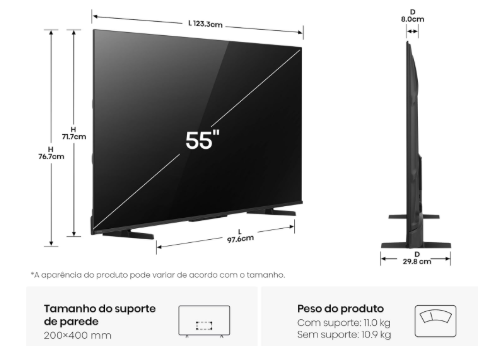 L 123.3cm
D
8.0cm
H
71.7cm
H
76.7cm
55"
L
97.6cm
D
29.8 cm
*A aparência do produto pode variar de acordo com o tamanho.
Tamanho do suporte
de parede
200×400 mm
Peso do produto
Com suporte: 11.0 kg
Sem suporte: 10.9 kg